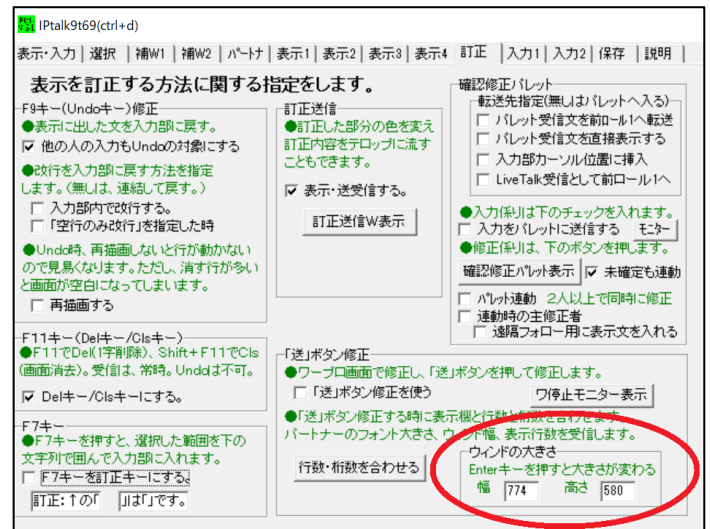 IPtalk9t69(ctrl+d)
表示・入力 選択 補W1 補W2 パートナ 表示1 表示2 表示3 表示4 訂正 入力1 入力2 保存 説明
表示を訂正する方法に関する指定をします。
F9キー(Undoキー)修正
●表示に出した文を入力部に戻す。
他の人の入力もUndoの対象にする
●改行を入力部に戻す方法を指定
します。(無しは、連結して戻す。)
入力部内で改行する。
「空行のみ改行」を指定した時
●Undo時、再描画しないと行が動かない
ので見易くなります。ただし、消す行が多い
と画面が空白になってしまいます。
再描画する
F11キー(Delキー/Clsキー)
●F11でDel(1字削除)、Shift+F11でCls
(画面消去)。受信は、常時。Undoは不可。
Delキー/Clsキーにする。
F7キー
●F7キーを押すと、選択した範囲を下の
文字列で囲んで入力部に入れます。
F7キーを訂正キーにする。
訂正:↑の「 」は「」です。
訂正送信
●訂正した部分の色を変え
訂正内容をテロップに流す
こともできます。
表示・送受信する。
訂正送信W表示
確認修正パレット
転送先指定(無しはパレットへ入る)
パレット受信文を前ロール1へ転送
パレット受信文を直接表示する
入力部カーソル位置に挿入
LiveTalk受信として前ロール1へ
●入力係りは下のチェックを入れます。
入力をパレットに送信する モニター
●修正係りは、下のボタンを押します。
確認修正パレット表示 未確定も連動
パレット連動 2人以上で同時に修正
連動時の主修正者
遠隔フォロー用に表示文を入れる
「送」ボタン修正
●ワープロ画面で修正し、「送」ボタンを押して修正します。
「送」ボタン修正を使う ワ停止モニター表示
●「送」ボタン修正する時に表示機と行数と桁数を合わせます。
パートナーのフォント大きさ、ウィンド幅、表示行数を受信します。
行数・桁数を合わせる
ウィンドの大きさ
Enterキーを押すと大きさが変わる
幅 774 高さ 580